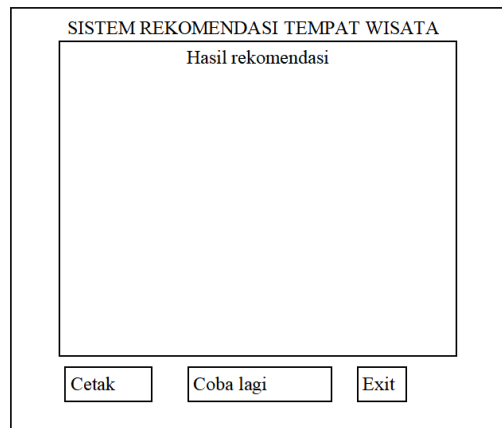 SISTEM REKOMENDASI TEMPAT WISATA
Hasil rekomendasi
Cetak
Coba lagi
Exit